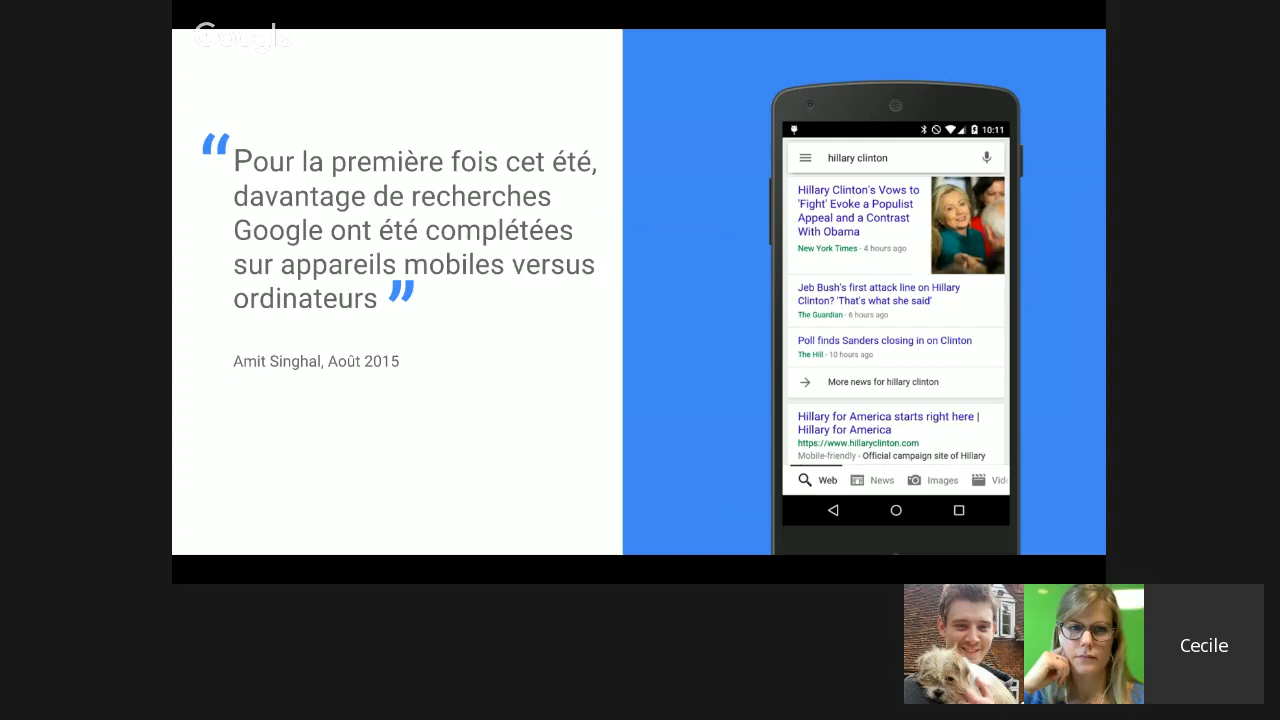 Google
“Pour la première fois cet été,
davantage de recherches
Google ont été complétées
sur appareils mobiles versus
ordinateurs”
Amit Singhal, Août 2015
10:11
hillary clinton
Hillary Clinton's Vows to
'Fight' Evoke a Populist
Appeal and a Contrast
With Obama
New York Times - 4 hours ago
Jeb Bush's first attack line on Hillary
Clinton? 'That's what she said'
The Guardian - 6 hours ago
Poll finds Sanders closing in on Clinton
The Hill - 10 hours ago
More news for hillary clinton
Hillary for America starts right here |
Hillary for America
https://www.hillaryclinton.com
Mobile-friendly - Official campaign site of Hillary
Web News Images Vid
Cecile